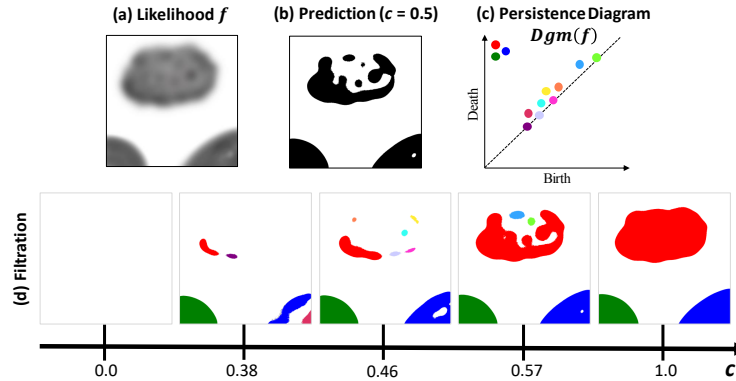 (a) Likelihood f
(b) Prediction (c = 0.5)
(c) Persistence Diagram
Dgm(f)
Death
Birth
(d) Filtration
0.0
0.38
0.46
0.57
1.0
c